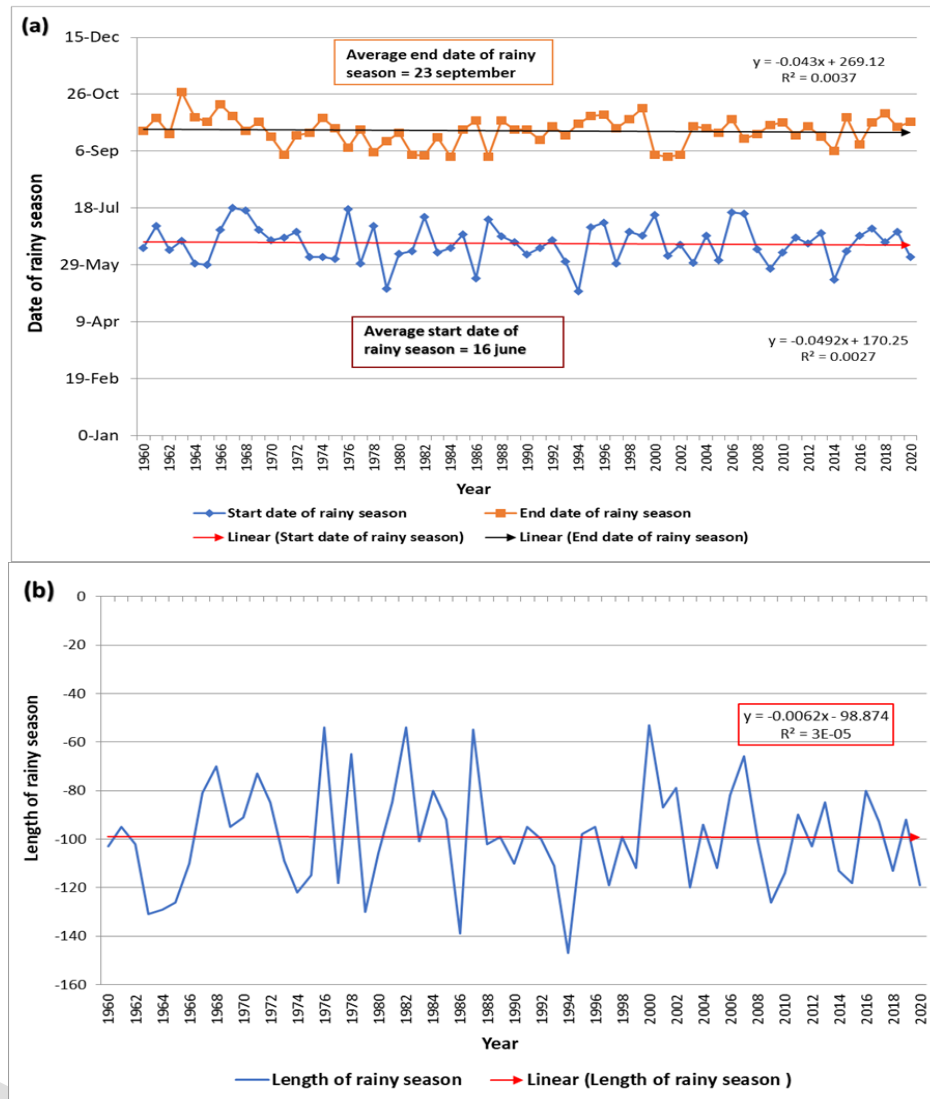 (a)
15-Dec
26-Oct
6-Sep
18-Jul
29-May
9-Apr
19-Feb
0-Jan
Date of rainy season
Average end date of rainy
season = 23 september
y = -0.043x + 269.12
R² = 0.0037
Average start date of
rainy season = 16 june
y = -0.0492x + 170.25
R² = 0.0027
1960 1962 1964 1966 1968 1970 1972 1974 1976 1978 1980 1982 1984 1986 1988 1990 1992 1994 1996 1998 2000 2002 2004 2006 2008 2010 2012 2014 2016 2018 2020
Year
Start date of rainy season End date of rainy season
Linear (Start date of rainy season) Linear (End date of rainy season)
(b)
0
-20
-40
-60
-80
-100
-120
-140
-160
Length of rainy season
y = -0.0062x - 98.874
R² = 3E-05
1960 1962 1964 1966 1968 1970 1972 1974 1976 1978 1980 1982 1984 1986 1988 1990 1992 1994 1996 1998 2000 2002 2004 2006 2008 2010 2012 2014 2016 2018 2020
Year
Length of rainy season Linear (Length of rainy season )